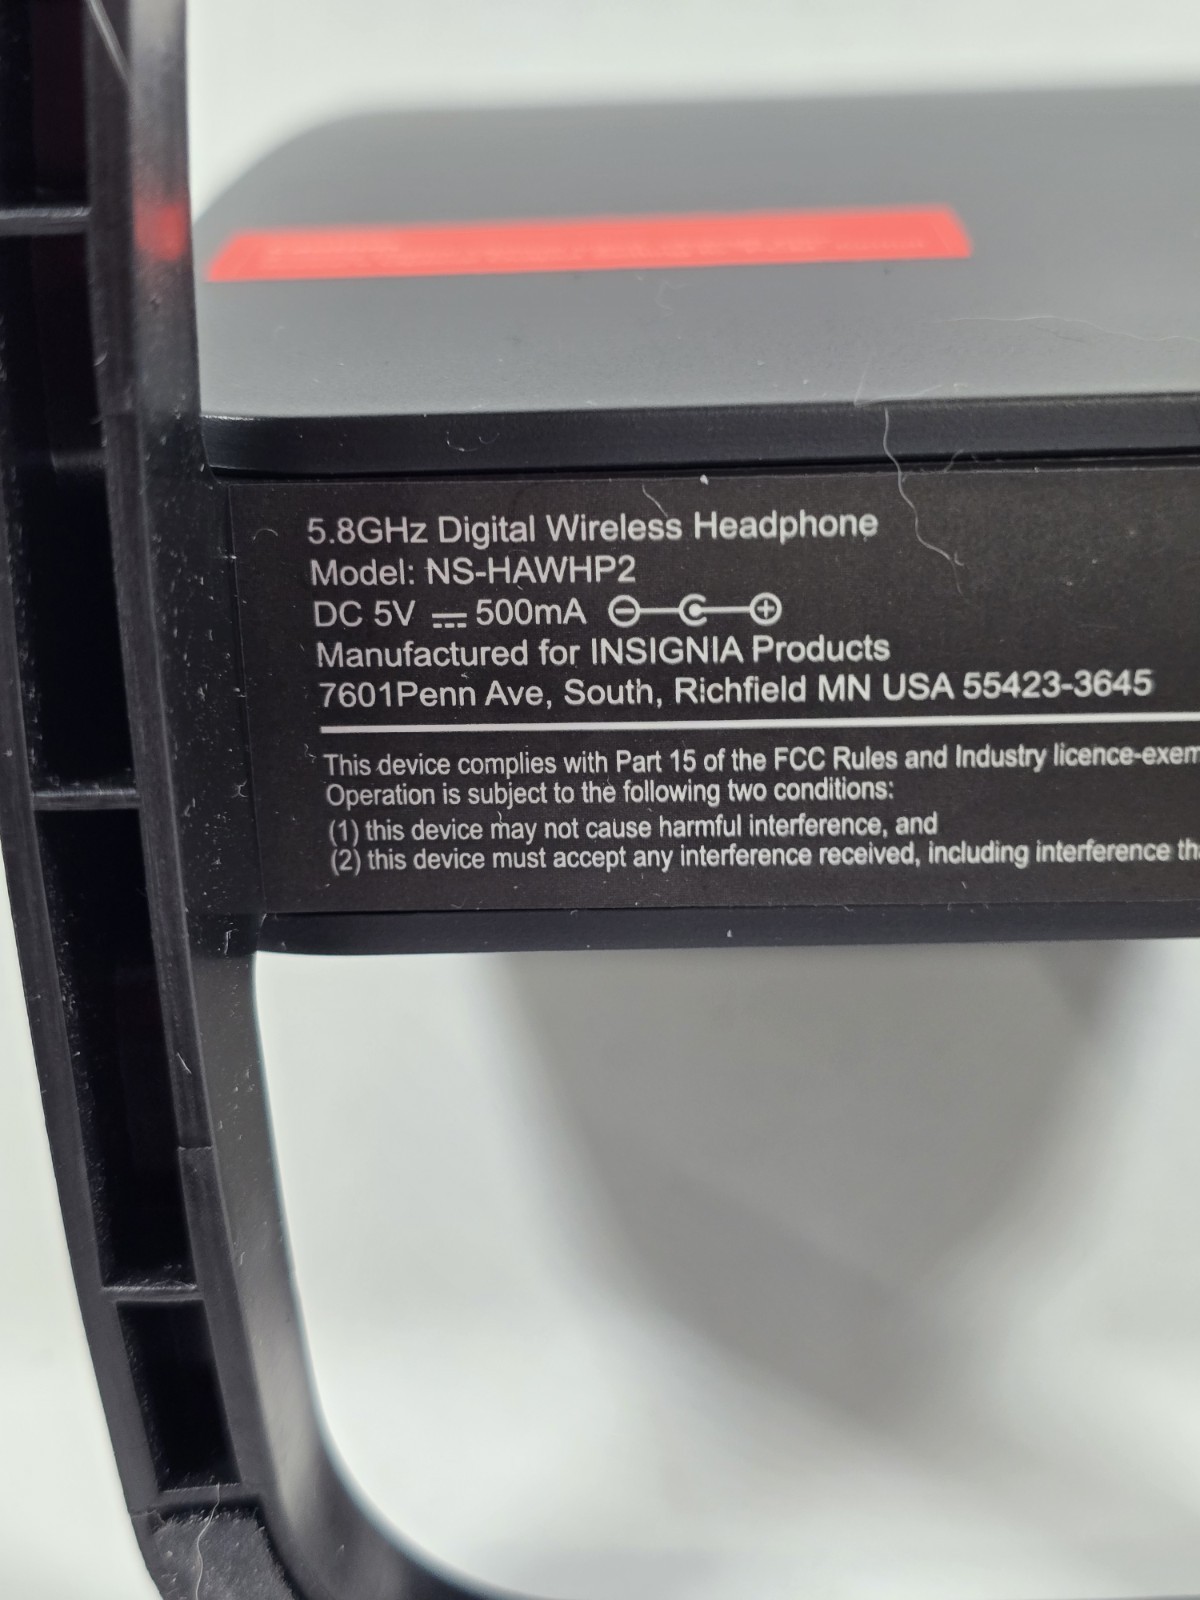 5.8GHz Digital Wireless Headphone
Model: NS-HAWHP2
DC 5V ⎓ 500mA
Manufactured for INSIGNIA Products
7601Penn Ave, South, Richfield MN USA 55423-3645
This device complies with Part 15 of the FCC Rules and Industry licence-exem
Operation is subject to the following two conditions:
(1) this device may not cause harmful interference, and
(2) this device must accept any interference received, including interference tha